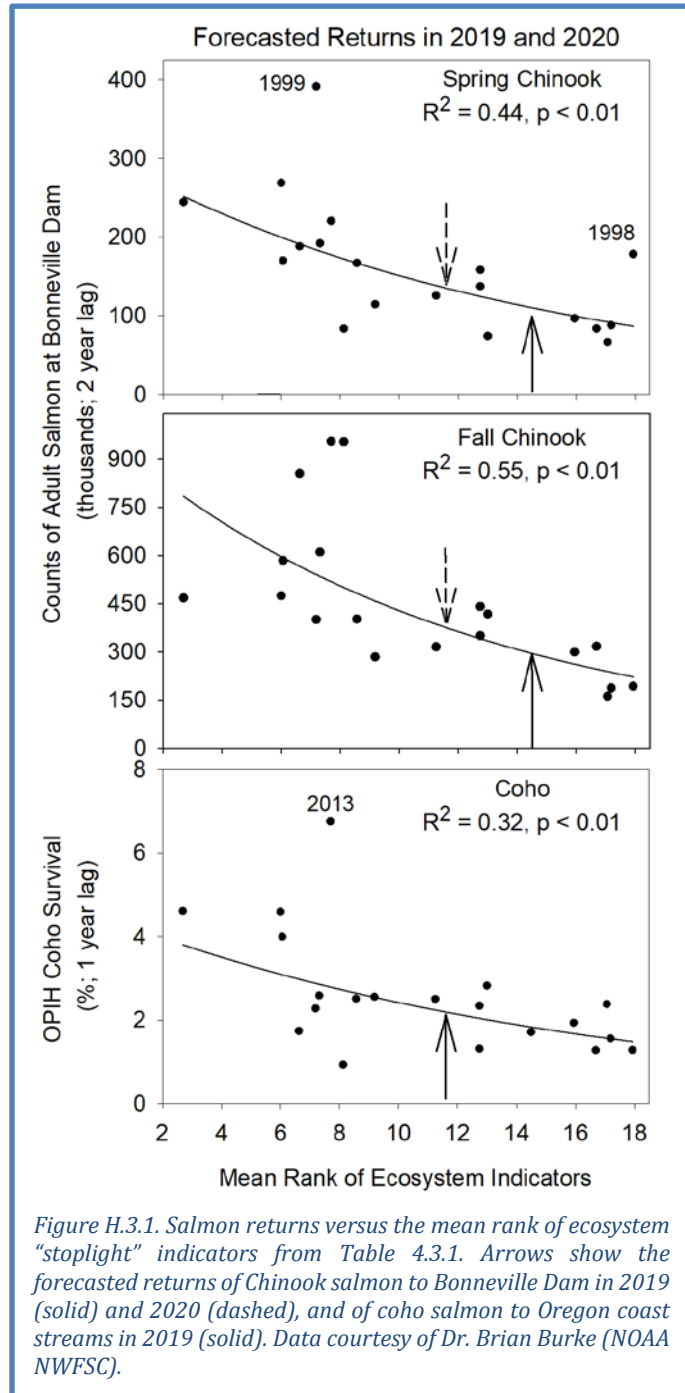 Forecasted Returns in 2019 and 2020
Counts of Adult Salmon at Bonneville Dam
(thousands; 2 year lag)
400
300
200
100
0
1999
Spring Chinook
R² = 0.44, p < 0.01
1998
900
750
600
450
300
150
0
Fall Chinook
R² = 0.55, p < 0.01
OPIH Coho Survival
(%; 1 year lag)
8
6
4
2
0
2013
Coho
R² = 0.32, p < 0.01
2 4 6 8 10 12 14 16 18
Mean Rank of Ecosystem Indicators
Figure H.3.1. Salmon returns versus the mean rank of ecosystem
“stoplight” indicators from Table 4.3.1. Arrows show the
forecasted returns of Chinook salmon to Bonneville Dam in 2019
(solid) and 2020 (dashed), and of coho salmon to Oregon coast
streams in 2019 (solid). Data courtesy of Dr. Brian Burke (NOAA
NWFSC).